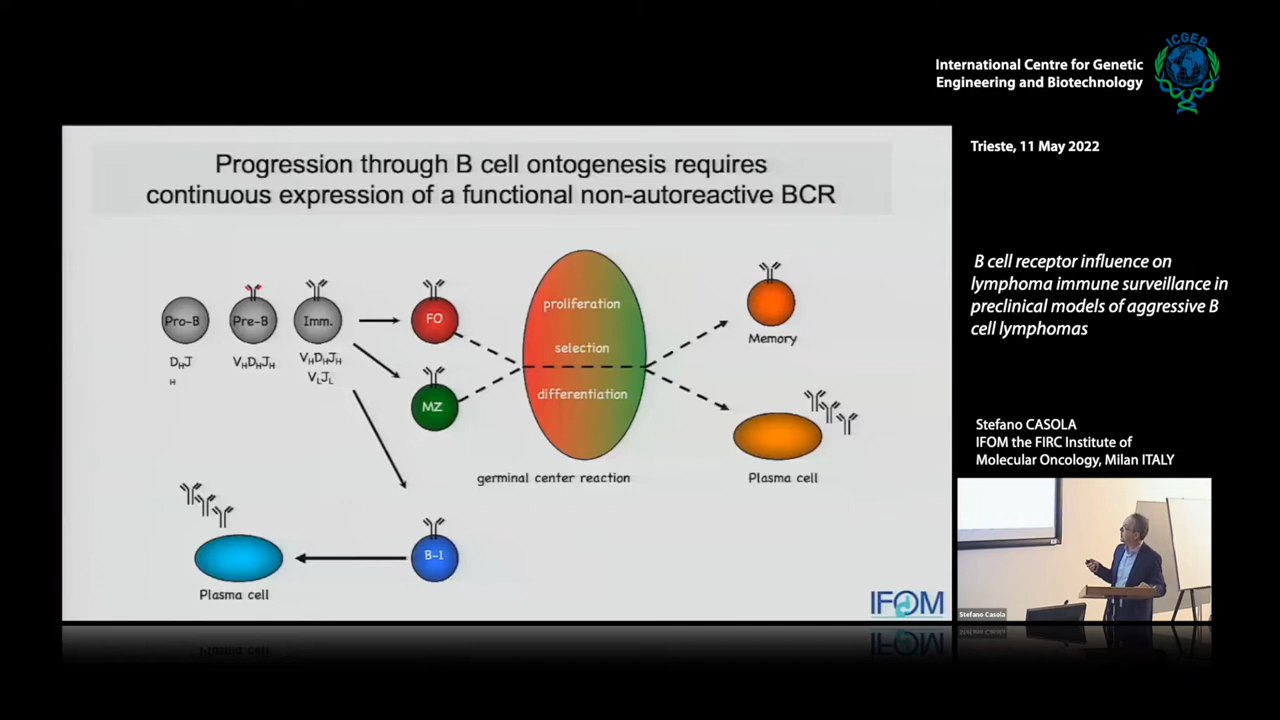 ICGEB
International Centre for Genetic
Engineering and Biotechnology
Trieste, 11 May 2022
Progression through B cell ontogenesis requires
continuous expression of a functional non-autoreactive BCR
Pro-B
Pre-B
Imm.
FO
MZ
B-1
DHJ
H
VHDHJH
VHDHJH
VLJL
proliferation
selection
differentiation
germinal center reaction
Memory
Plasma cell
Plasma cell
IFOM
B cell receptor influence on
lymphoma immune surveillance in
preclinical models of aggressive B
cell lymphomas
Stefano CASOLA
IFOM the FIRC Institute of
Molecular Oncology, Milan ITALY
Stefano Casola